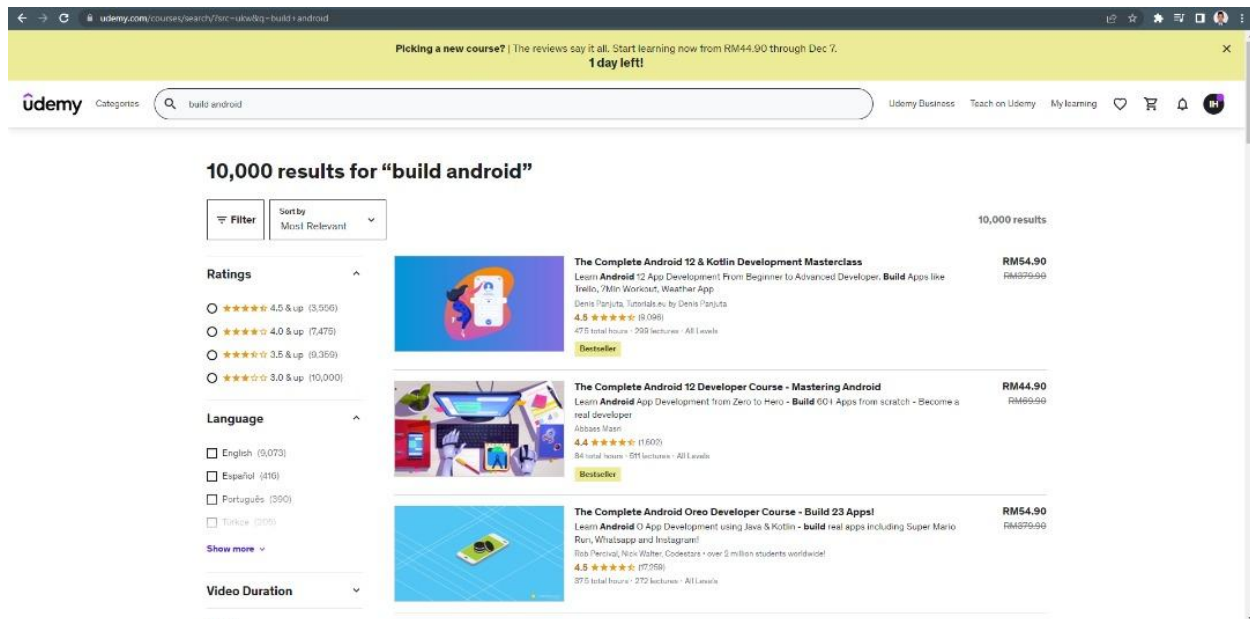 udemy.com/courses/search/?src=ukw&q=build+android
Picking a new course? | The reviews say it all. Start learning now from RM44.90 through Dec 7.
1 day left!
ûdemy
Categories
build android
Udemy Business
Teach on Udemy
My learning
IH
10,000 results for “build android”
Filter
Sort by
Most Relevant
10,000 results
Ratings
4.5 & up (3,556)
4.0 & up (7,475)
3.5 & up (9,359)
3.0 & up (10,000)
Language
English (9,073)
Español (416)
Português (390)
Türkçe (205)
Show more
Video Duration
The Complete Android 12 & Kotlin Development Masterclass
Learn Android 12 App Development From Beginner to Advanced Developer. Build Apps like
Trello, 7Min Workout, Weather App
Denis Panjuta, Tutorials.eu by Denis Panjuta
4.5 (9,096)
47.5 total hours · 299 lectures · All Levels
Bestseller
RM54.90
RM379.90
The Complete Android 12 Developer Course - Mastering Android
Learn Android App Development from Zero to Hero - Build 60+ Apps from scratch - Become a
real developer
Abbass Masri
4.4 (1,602)
84 total hours · 511 lectures · All Levels
Bestseller
RM44.90
RM69.90
The Complete Android Oreo Developer Course - Build 23 Apps!
Learn Android O App Development using Java & Kotlin - build real apps including Super Mario
Run, Whatsapp and Instagram!
Rob Percival, Nick Walter, Codestars • over 2 million students worldwide!
4.5 (17,259)
37.5 total hours · 272 lectures · All Levels
RM54.90
RM379.90